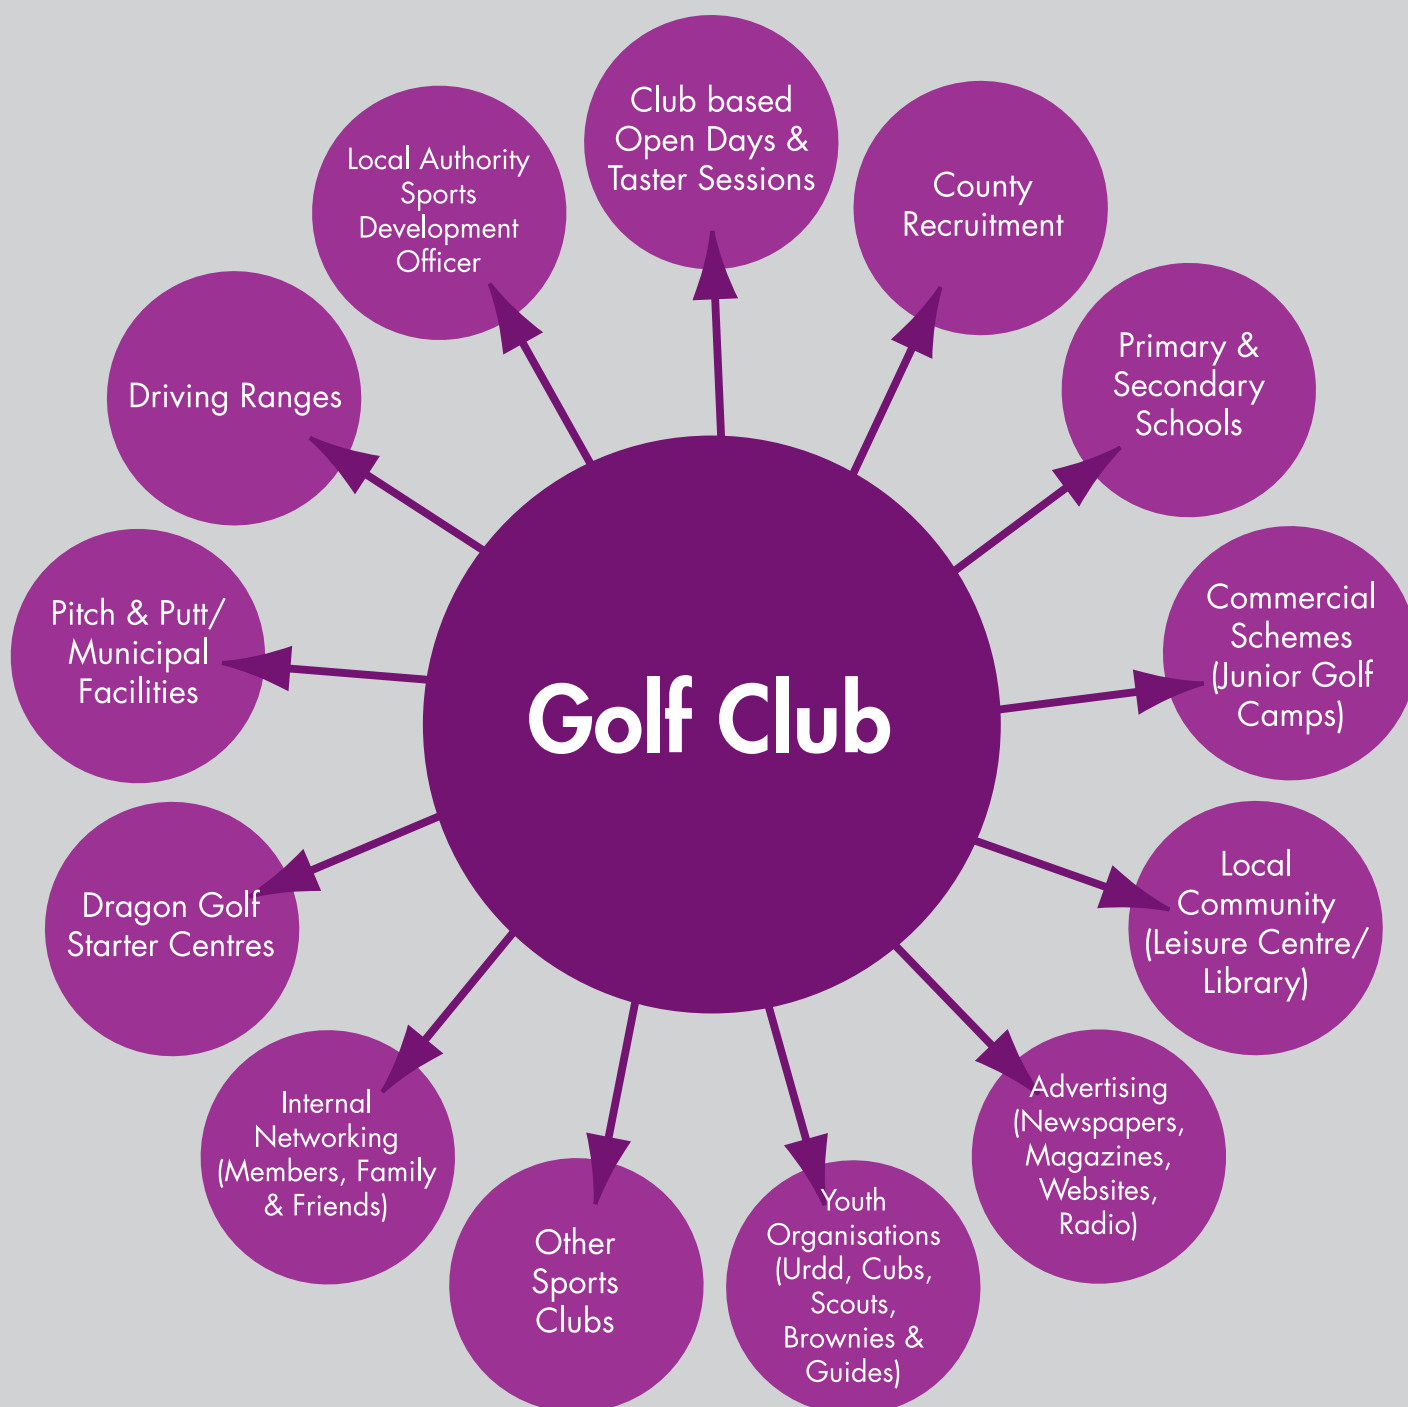 Club based
Open Days &
Taster Sessions
County
Recruitment
Primary &
Secondary
Schools
Commercial
Schemes
(Junior Golf
Camps)
Local
Community
(Leisure Centre/
Library)
Advertising
(Newspapers,
Magazines,
Websites,
Radio)
Youth
Organisations
(Urdd, Cubs,
Scouts,
Brownies &
Guides)
Other
Sports
Clubs
Internal
Networking
(Members, Family
& Friends)
Dragon Golf
Starter Centres
Pitch & Putt/
Municipal
Facilities
Driving Ranges
Local Authority
Sports
Development
Officer
Golf Club